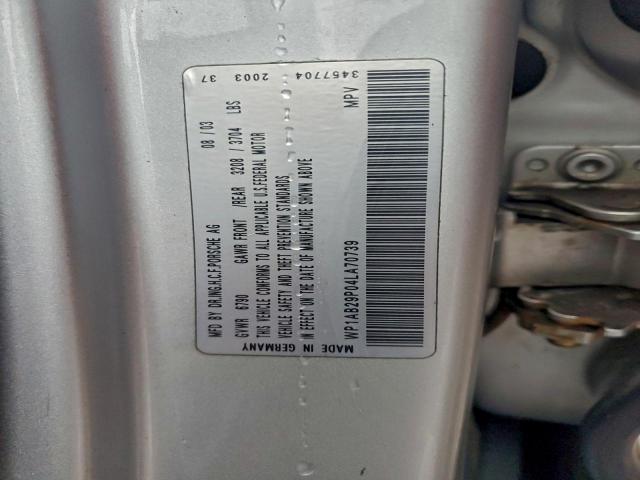 MFD BY DR.ING.H.C.F.PORSCHE AG 08 / 03
GVWR 6790 GAWR FRONT /REAR 3208 / 3704 LBS
THIS VEHICLE CONFORMS TO ALL APPLICABLE U.S.FEDERAL MOTOR
VEHICLE SAFETY AND THEFT PREVENTION STANDARDS
IN EFFECT ON THE DATE OF MANUFACTURE SHOWN ABOVE
WP1AB29P04LA70739 MPV
MADE IN GERMANY
37 2003 3457704